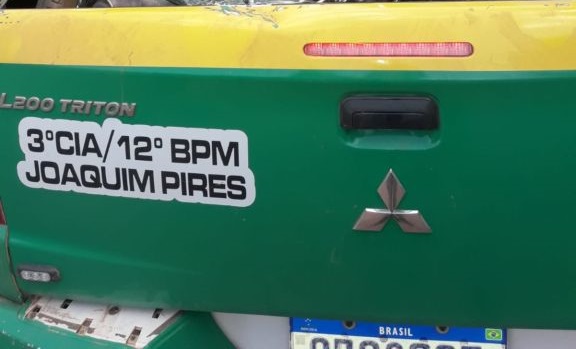 L200 TRITON
3°CIA/12° BPM
JOAQUIM PIRES
BRASIL